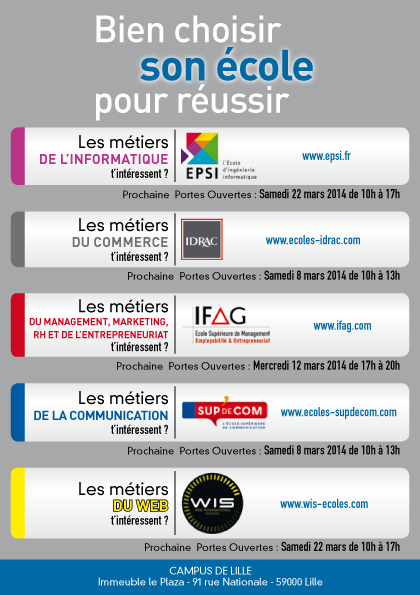 Bien choisir
son école
pour réussir
Les métiers
DE L'INFORMATIQUE
t'intéressent ?
EPSI
l'École
d'ingénierie
informatique
www.epsi.fr
Prochaine Portes Ouvertes : Samedi 22 mars 2014 de 10h à 17h
Les métiers
DU COMMERCE
t'intéressent ?
IDRAC
www.ecoles-idrac.com
Prochaine Portes Ouvertes : Samedi 8 mars 2014 de 10h à 13h
Les métiers
DU MANAGEMENT, MARKETING,
RH ET DE L'ENTREPRENEURIAT
t'intéressent ?
IFAG
Ecole Supérieure de Management
Employabilité & Entrepreneuriat
www.ifag.com
Prochaine Portes Ouvertes : Mercredi 12 mars 2014 de 17h à 20h
Les métiers
DE LA COMMUNICATION
t'intéressent ?
SUP'DE COM
L'ÉCOLE SUPÉRIEURE
DE COMMUNICATION
www.ecoles-supdecom.com
Prochaine Portes Ouvertes : Samedi 8 mars 2014 de 10h à 13h
Les métiers
DU WEB
t'intéressent ?
WIS
WEB INTERNATIONAL
SCHOOL
www.wis-ecoles.com
Prochaine Portes Ouvertes : Samedi 22 mars de 10h à 17h
CAMPUS DE LILLE
Immeuble le Plaza - 91 rue Nationale - 59000 Lille